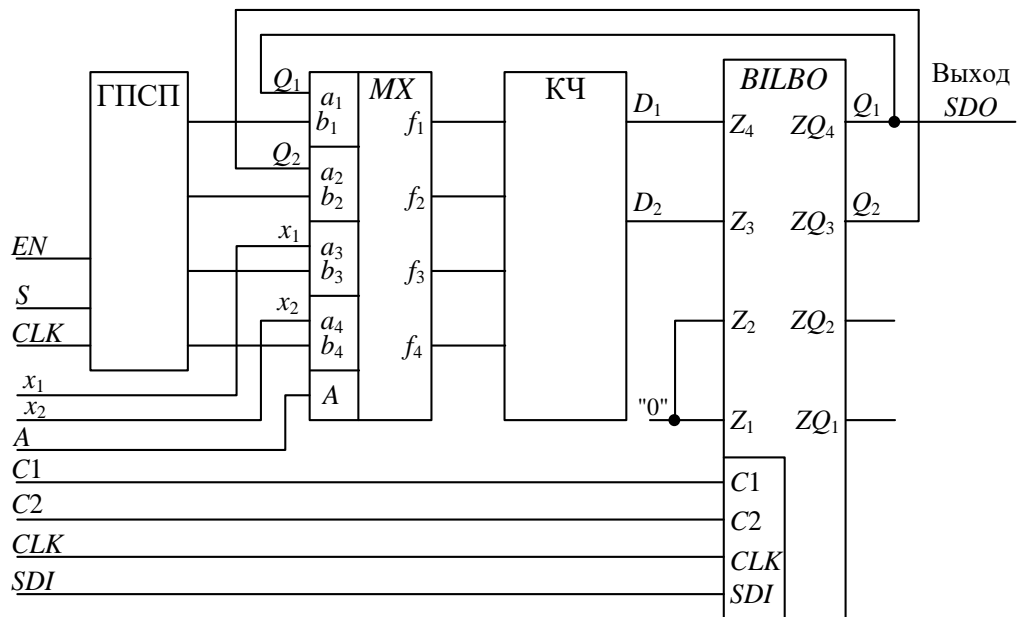 ГПСП
EN
S
CLK
x1
x2
A
C1
C2
CLK
SDI
Q1
Q2
x1
x2
MX
a1
b1
a2
b2
a3
b3
a4
b4
A
f1
f2
f3
f4
КЧ
D1
D2
"0"
BILBO
Z4
Z3
Z2
Z1
ZQ4
ZQ3
ZQ2
ZQ1
C1
C2
CLK
SDI
Q1
Q2
Выход
SDO